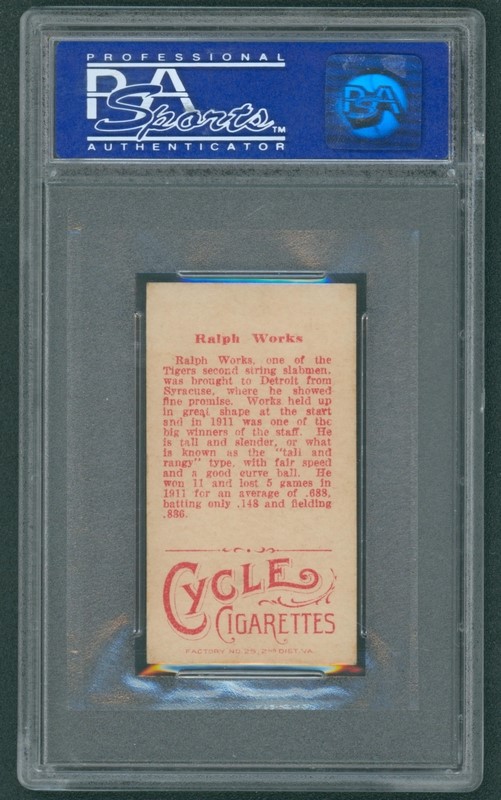 PROFESSIONAL
PSA
Sports™
AUTHENTICATOR
PSA
Ralph Works
Ralph Works, one of the
Tigers second string slabmen,
was brought to Detroit from
Syracuse, where he showed
fine promise. Works held up
in great shape at the start
and in 1911 was one of the
big winners of the staff. He
is tall and slender, or what
is known as the "tall and
rangy" type, with fair speed
and a good curve ball. He
won 11 and lost 5 games in
1911 for an average of .688,
batting only .148 and fielding
.886.
CYCLE
CIGARETTES
FACTORY NO 25, 2ND DIST. VA.